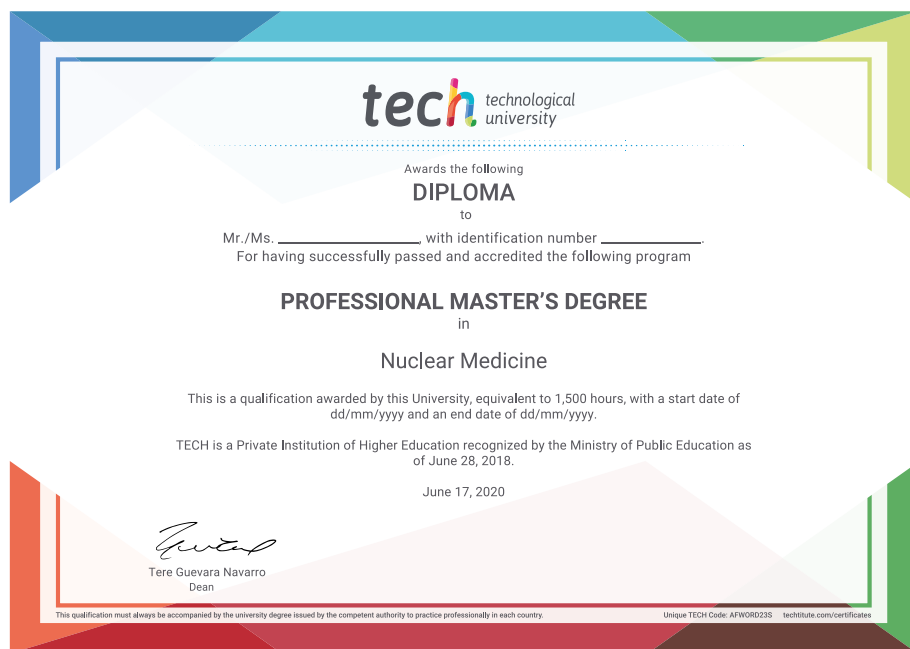 tech technological
university
Awards the following
DIPLOMA
to
Mr./Ms. ____________________, with identification number ______________.
For having successfully passed and accredited the following program
PROFESSIONAL MASTER'S DEGREE
in
Nuclear Medicine
This is a qualification awarded by this University, equivalent to 1,500 hours, with a start date of
dd/mm/yyyy and an end date of dd/mm/yyyy.
TECH is a Private Institution of Higher Education recognized by the Ministry of Public Education as
of June 28, 2018.
June 17, 2020
Tere Guevara Navarro
Dean
This qualification must always be accompanied by the university degree issued by the competent authority to practice professionally in each country. Unique TECH Code: AFWORD23S techtitute.com/certificates